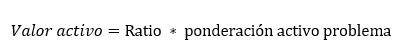 Valor activo = Ratio * ponderación activo problema